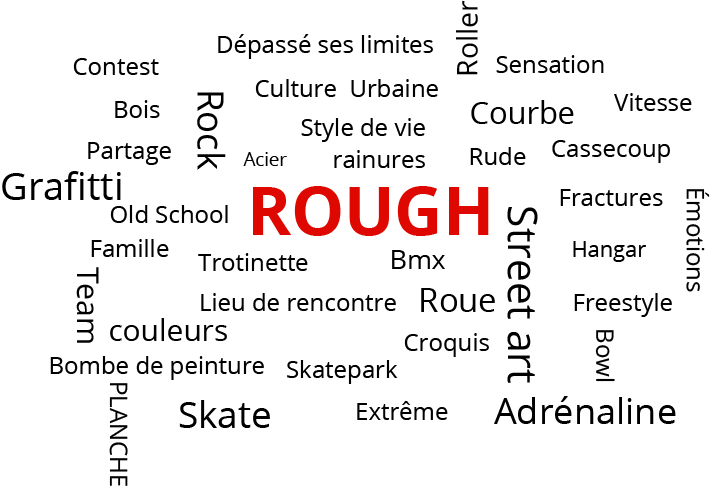 Roller
Dépassé ses limites
Contest
Sensation
Culture Urbaine
Vitesse
Bois
Rock
Courbe
Style de vie
Partage
Acier
rainures
Rude
Cassecoup
Grafitti
ROUGH
Fractures
Émotions
Old School
Street art
Famille
Trotinette
Bmx
Hangar
Team
Lieu de rencontre
Roue
Freestyle
couleurs
Croquis
Bowl
Bombe de peinture
Skatepark
PLANCHE
Skate
Extrême
Adrénaline